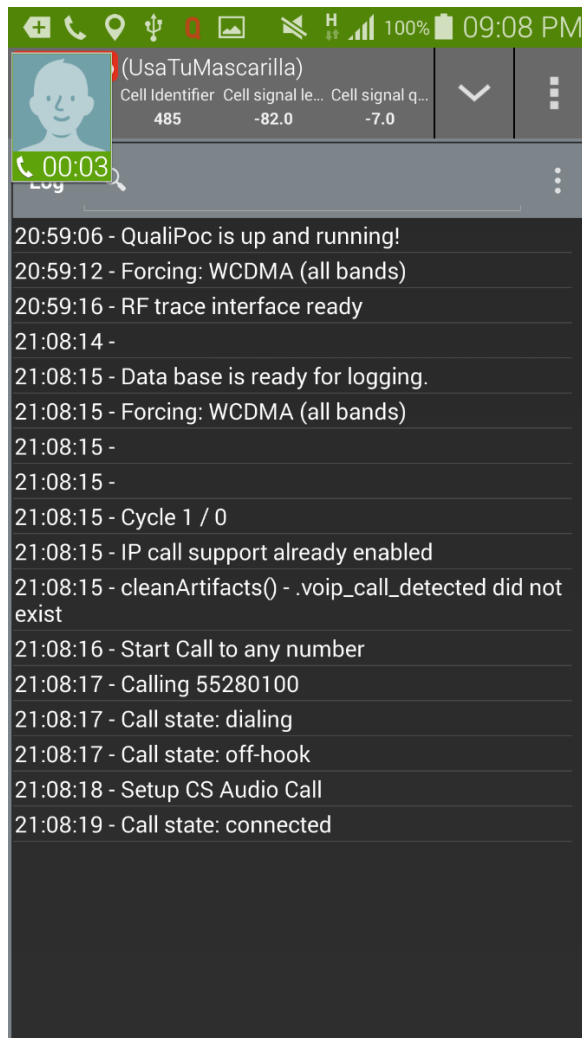 H 100% 09:08 PM
(UsaTuMascarilla)
Cell Identifier Cell signal le... Cell signal q...
485 -82.0 -7.0
00:03
Log
20:59:06 - QualiPoc is up and running!
20:59:12 - Forcing: WCDMA (all bands)
20:59:16 - RF trace interface ready
21:08:14 -
21:08:15 - Data base is ready for logging.
21:08:15 - Forcing: WCDMA (all bands)
21:08:15 -
21:08:15 -
21:08:15 - Cycle 1 / 0
21:08:15 - IP call support already enabled
21:08:15 - cleanArtifacts() - .voip_call_detected did not
exist
21:08:16 - Start Call to any number
21:08:17 - Calling 55280100
21:08:17 - Call state: dialing
21:08:17 - Call state: off-hook
21:08:18 - Setup CS Audio Call
21:08:19 - Call state: connected